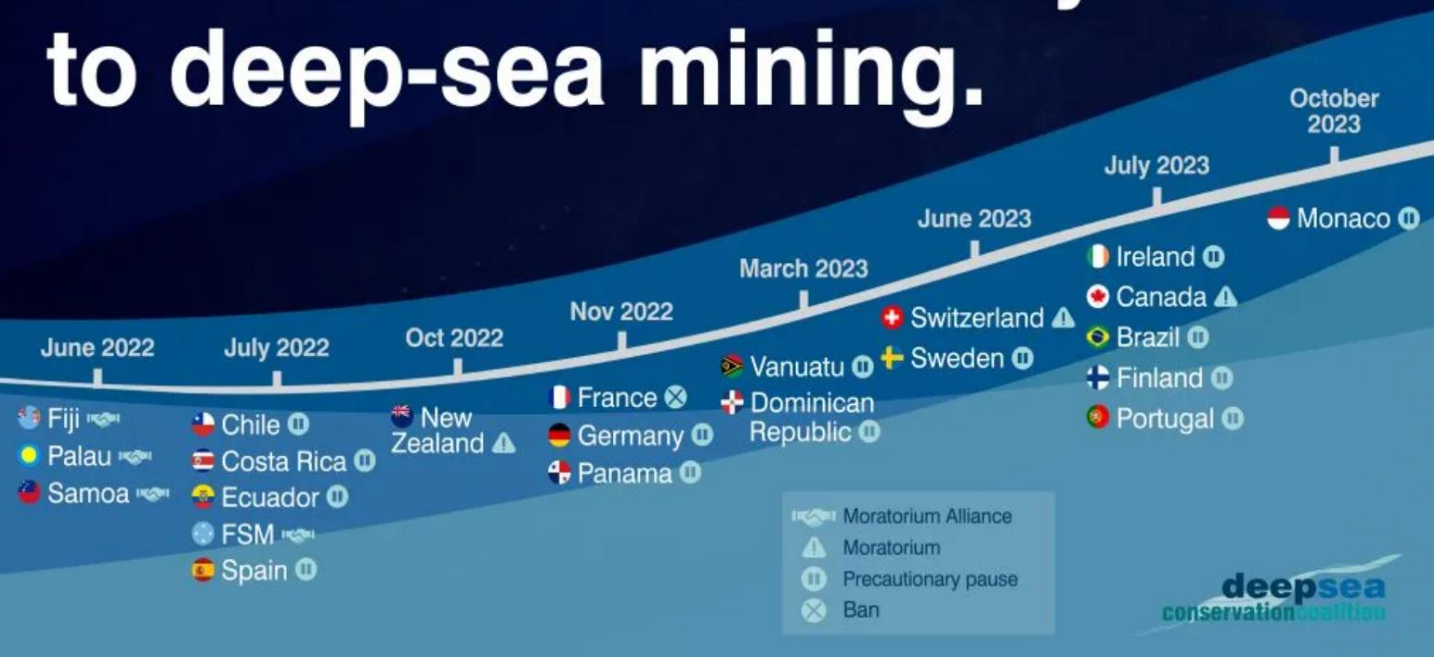 to deep-sea mining.
June 2022
Fiji
Palau
Samoa
July 2022
Chile
Costa Rica
Ecuador
FSM
Spain
Oct 2022
New
Zealand
Nov 2022
France
Germany
Panama
March 2023
Vanuatu
Dominican
Republic
June 2023
Switzerland
Sweden
July 2023
Ireland
Canada
Brazil
Finland
Portugal
October
2023
Monaco
Moratorium Alliance
Moratorium
Precautionary pause
Ban
deepsea
conservationcoalition